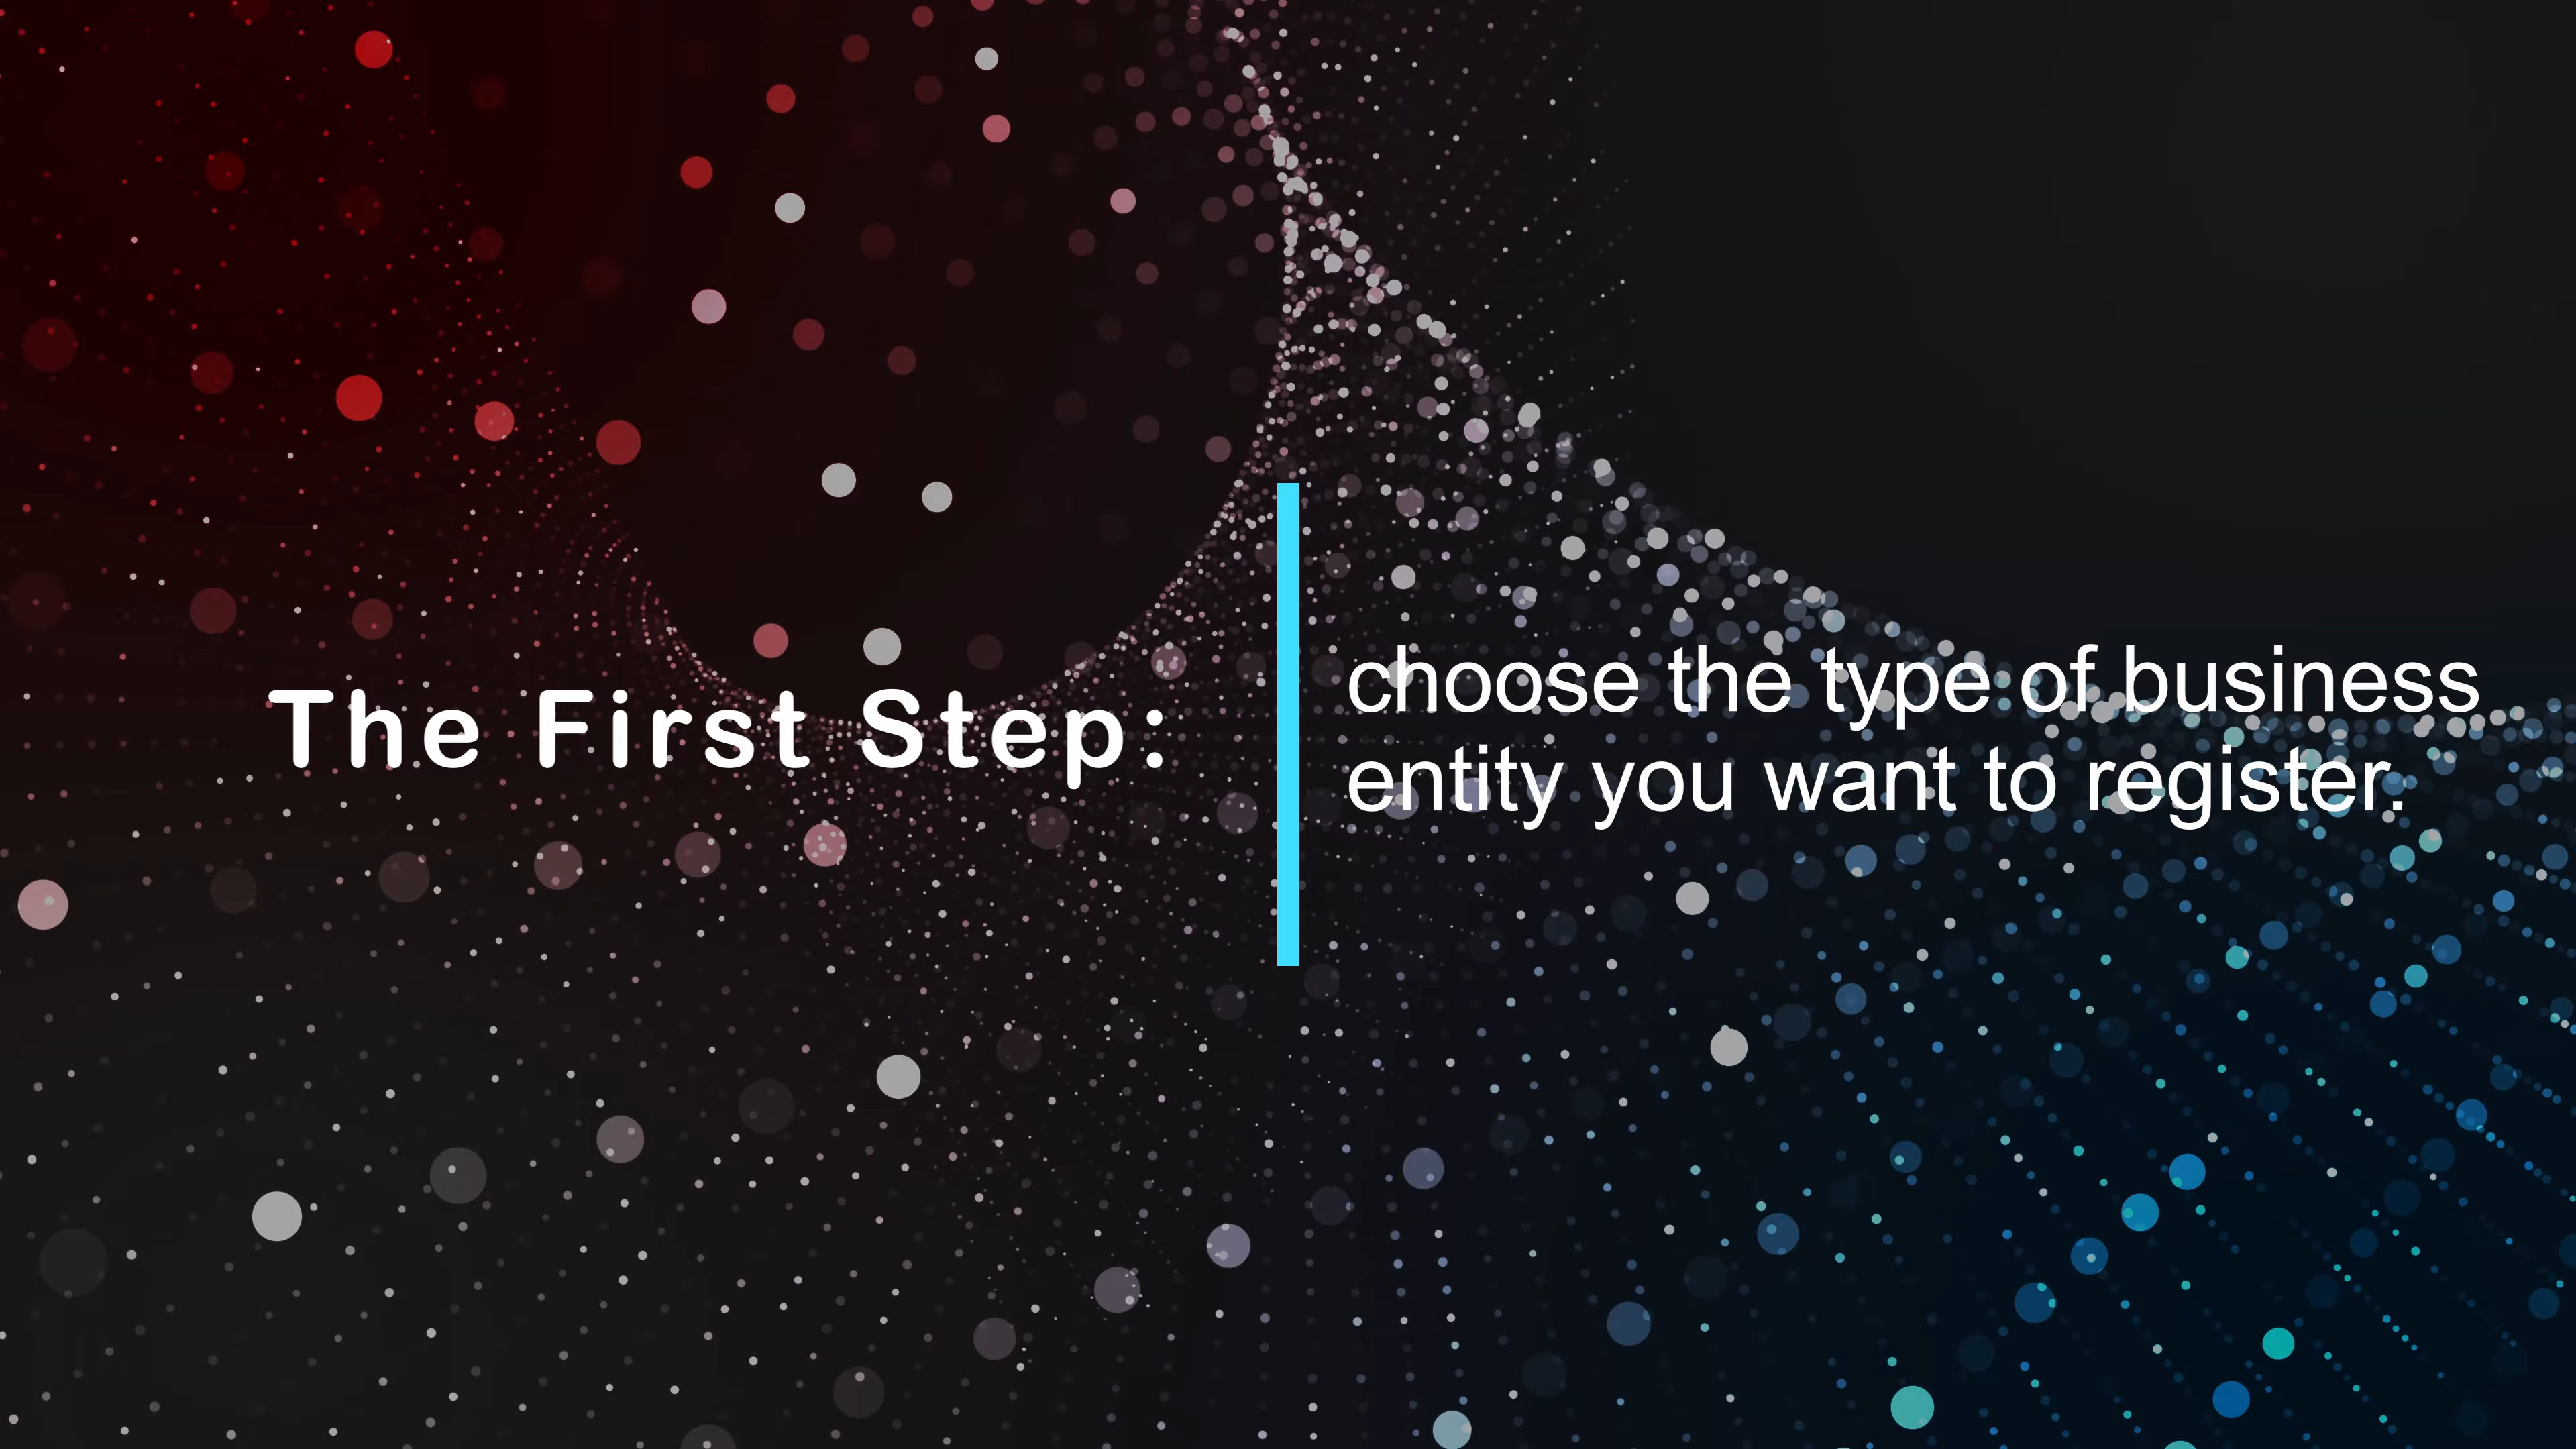 The First Step:
choose the type of business
entity you want to register.